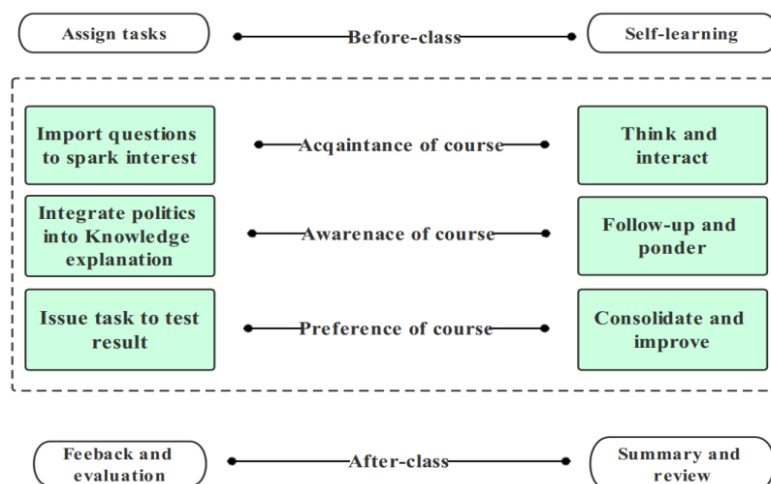 Assign tasks
Before-class
Self-learning
Import questions
to spark interest
Acqaintance of course
Think and
interact
Integrate politics
into Knowledge
explanation
Awarenace of course
Follow-up and
ponder
Issue task to test
result
Preference of course
Consolidate and
improve
Feeback and
evaluation
After-class
Summary and
review